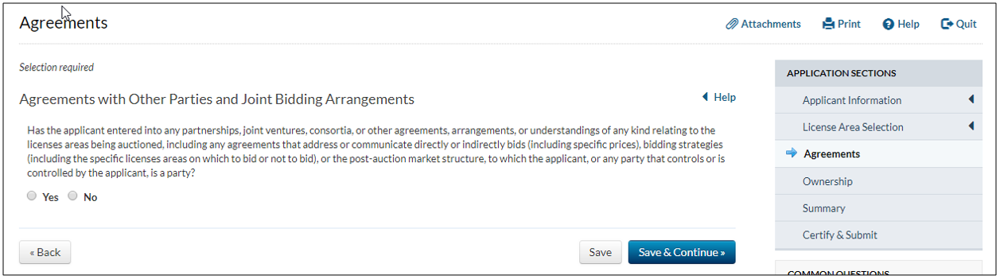 Agreements
Attachments
Print
Help
Quit
Selection required
Agreements with Other Parties and Joint Bidding Arrangements
Help
Has the applicant entered into any partnerships, joint ventures, consortia, or other agreements, arrangements, or understandings of any kind relating to the
licenses areas being auctioned, including any agreements that address or communicate directly or indirectly bids (including specific prices), bidding strategies
(including the specific licenses areas on which to bid or not to bid), or the post-auction market structure, to which the applicant, or any party that controls or is
controlled by the applicant, is a party?
Yes
No
« Back
Save
Save & Continue »
APPLICATION SECTIONS
Applicant Information
License Area Selection
Agreements
Ownership
Summary
Certify & Submit
COMMON QUESTIONS